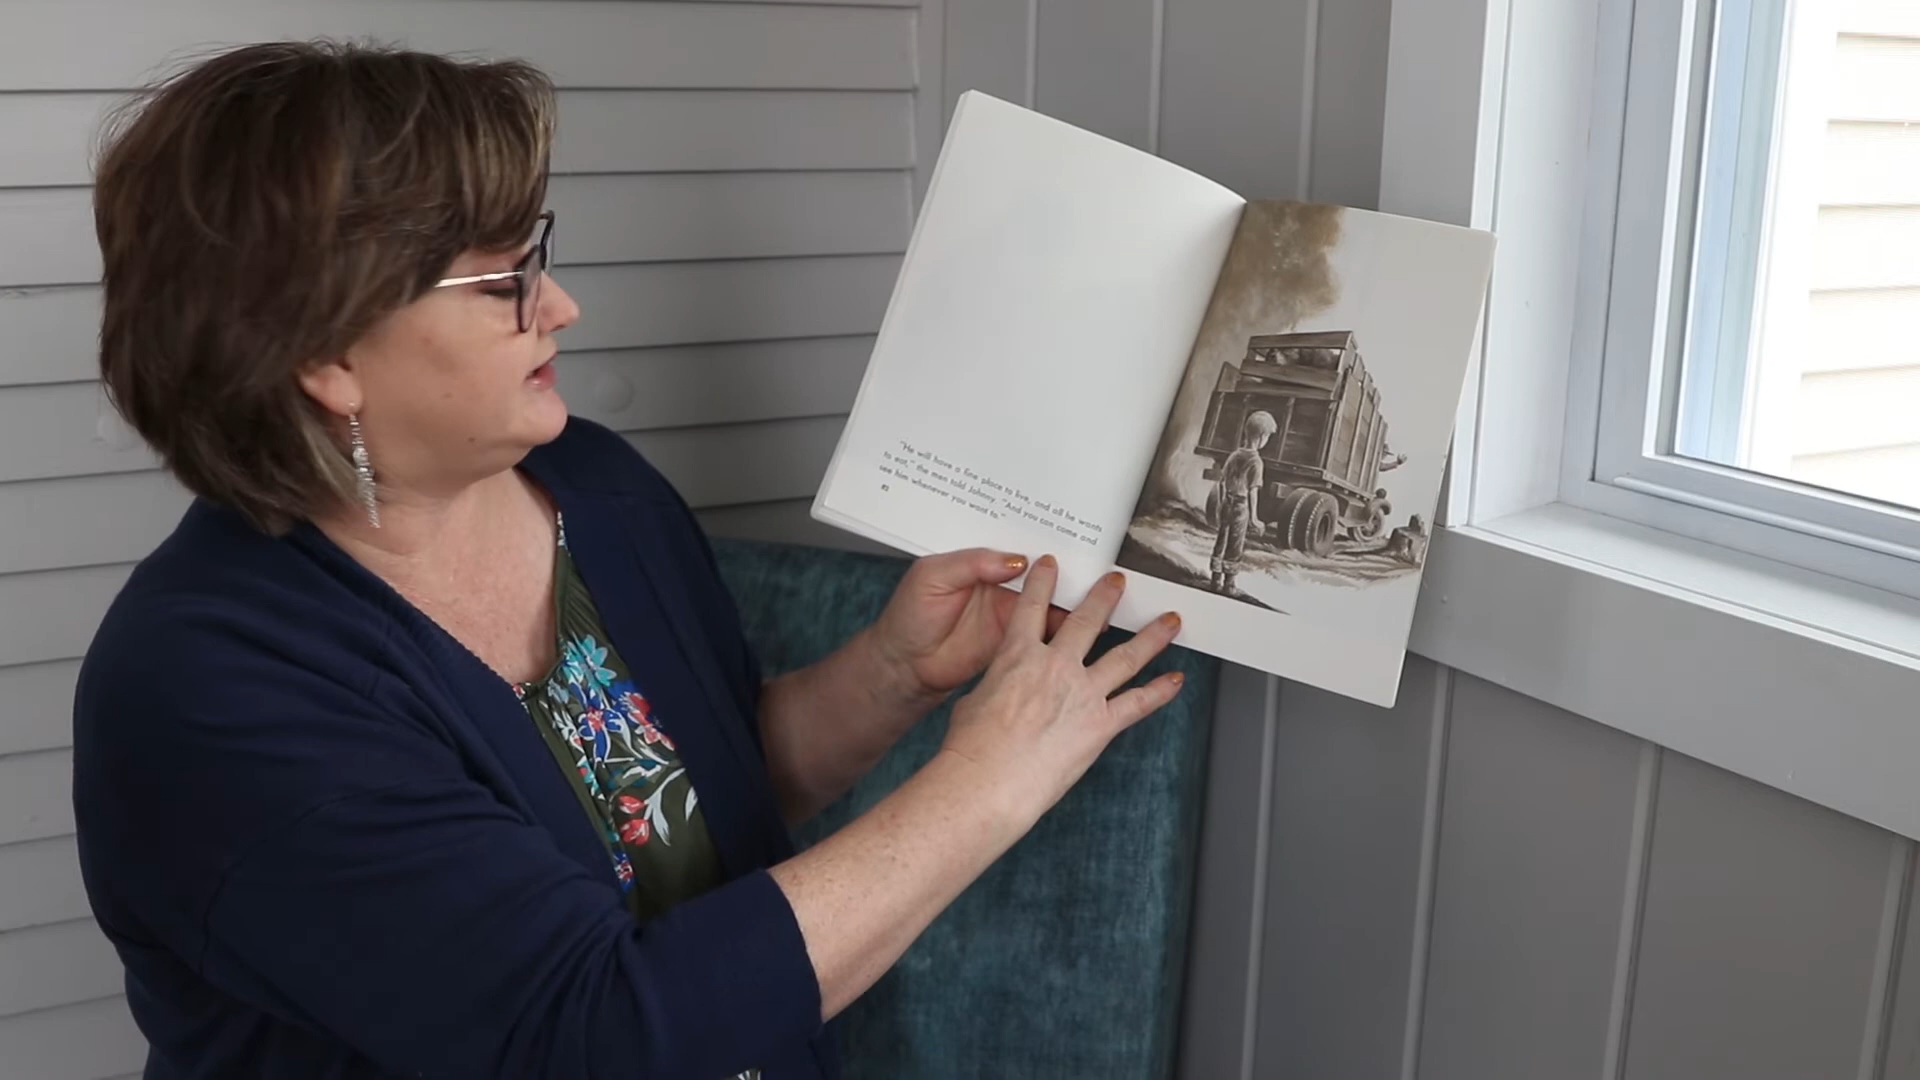 "He will have a fine place to live, and all he wants
to eat," the men told Johnny. "And you can come and
see him whenever you want to."